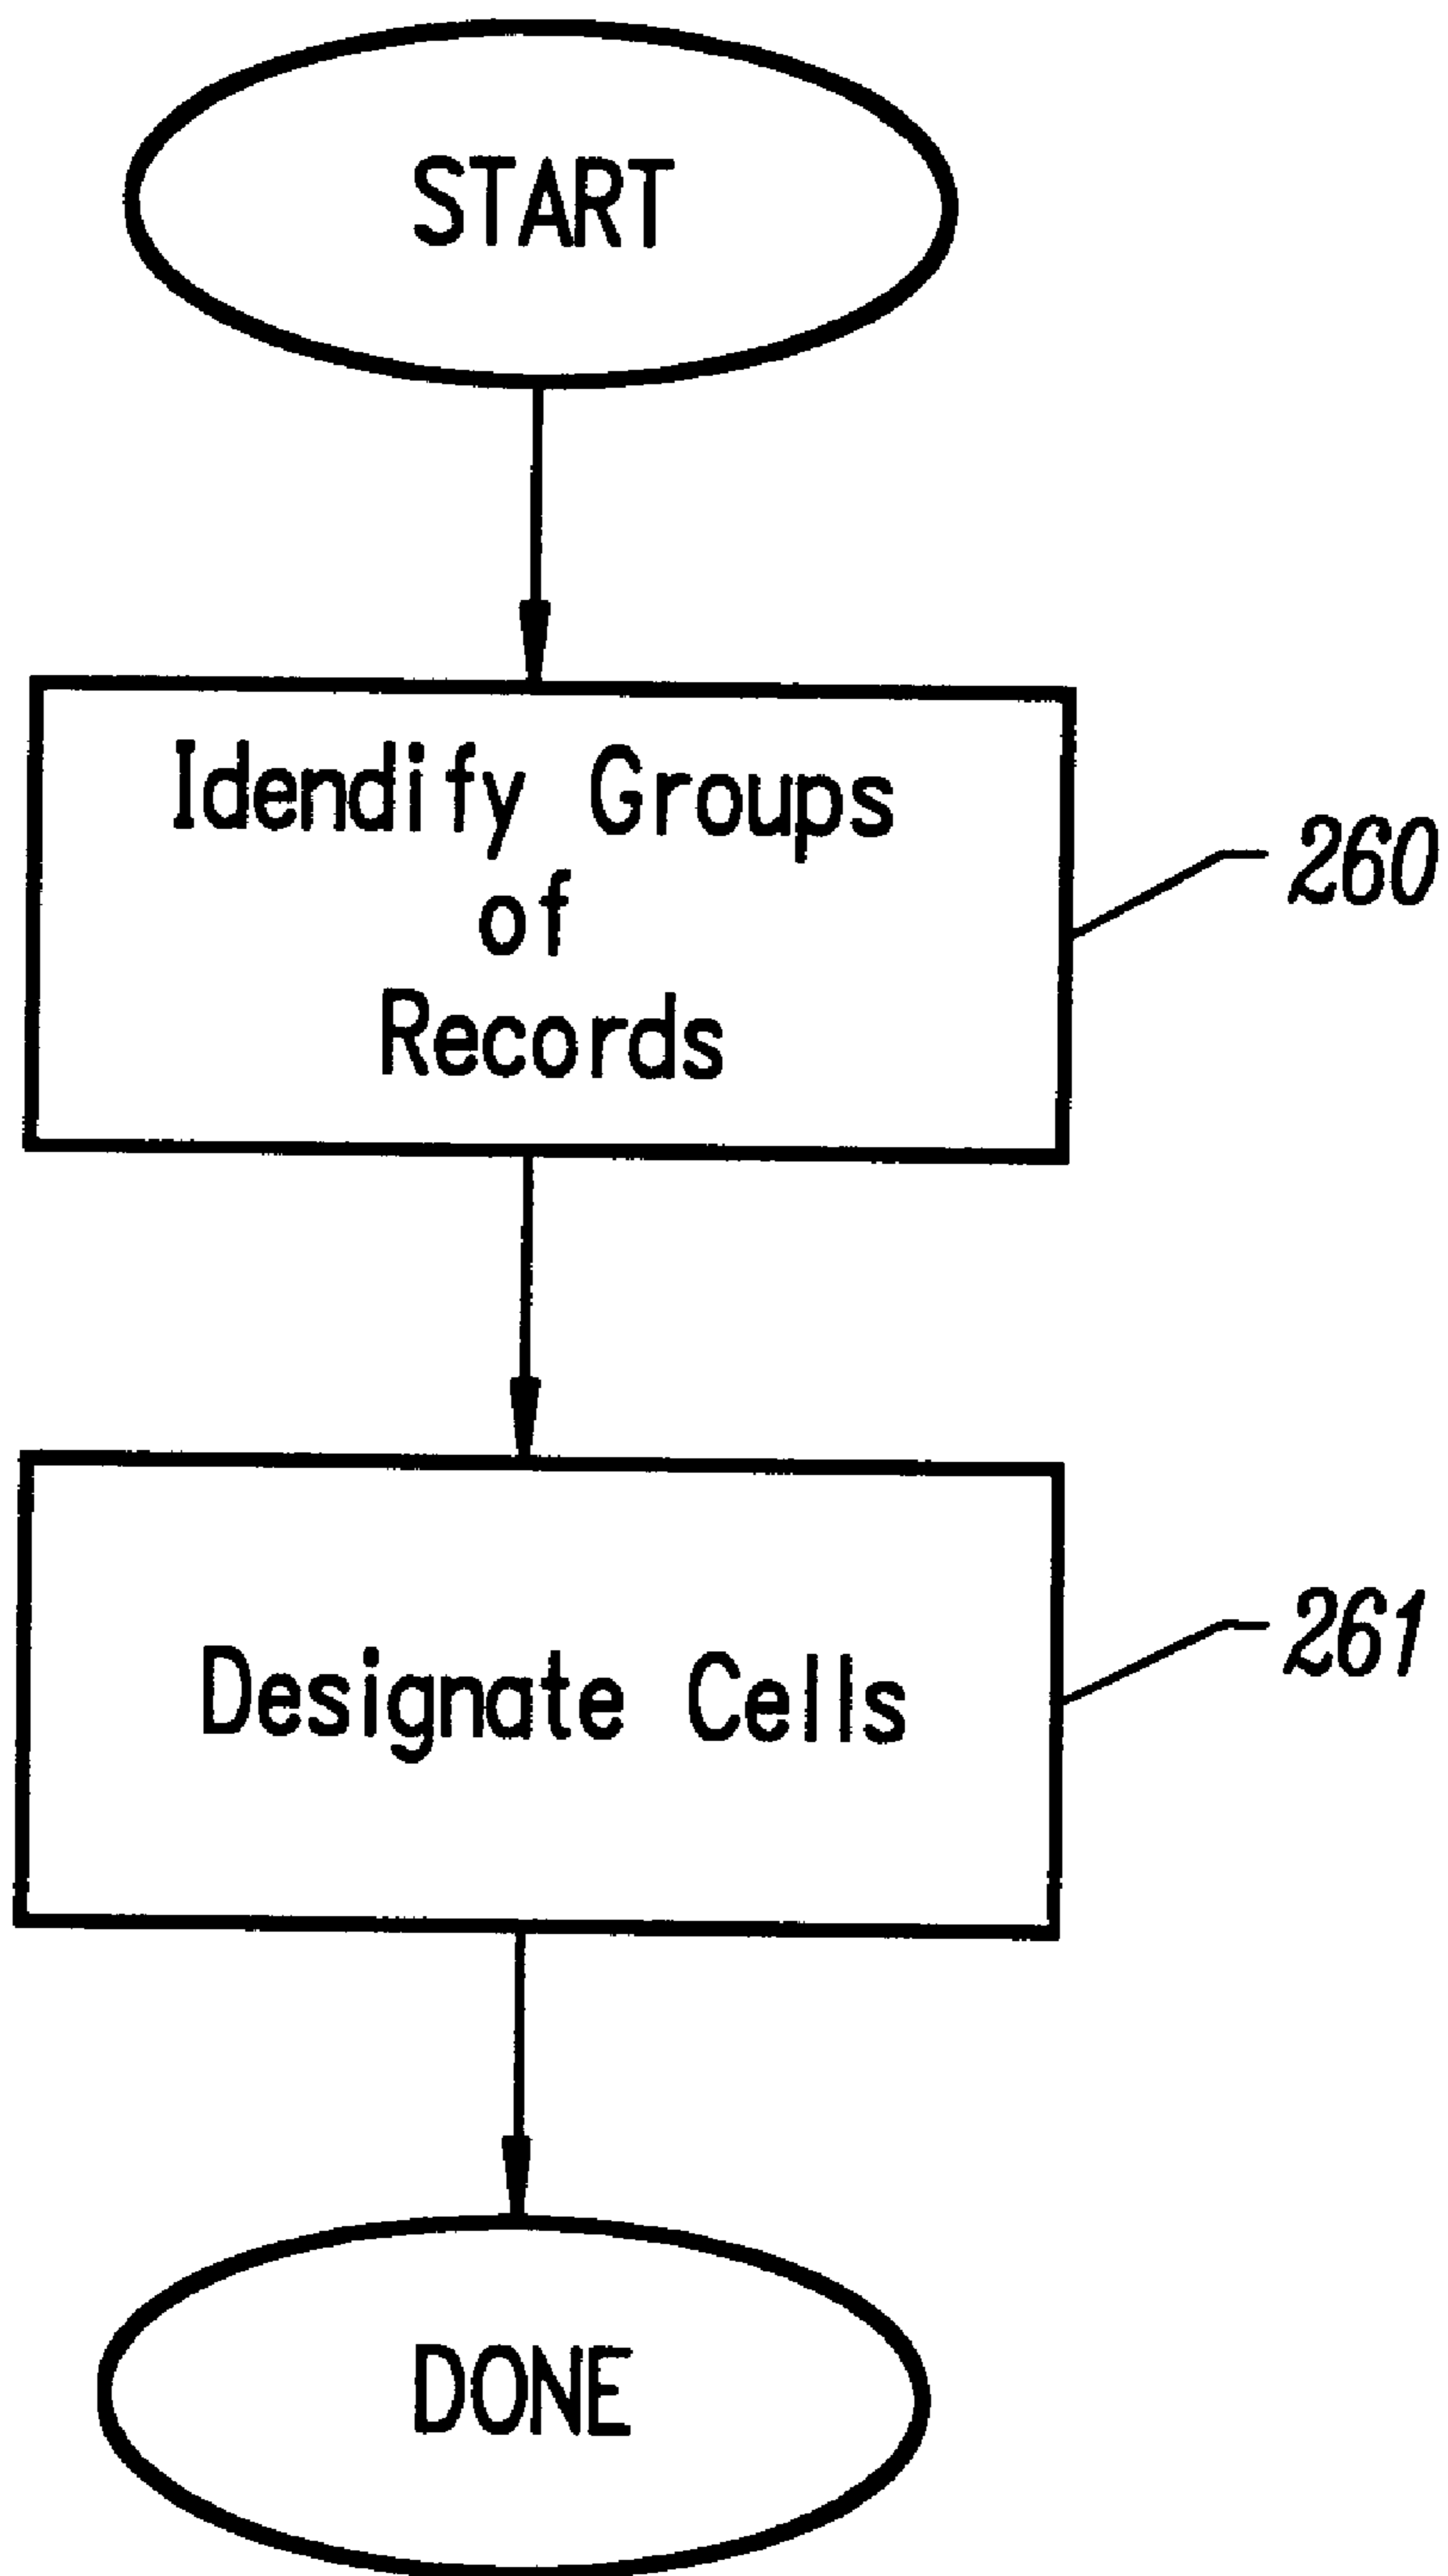 START
Idendify Groups
of
Records
260
Designate Cells
261
DONE